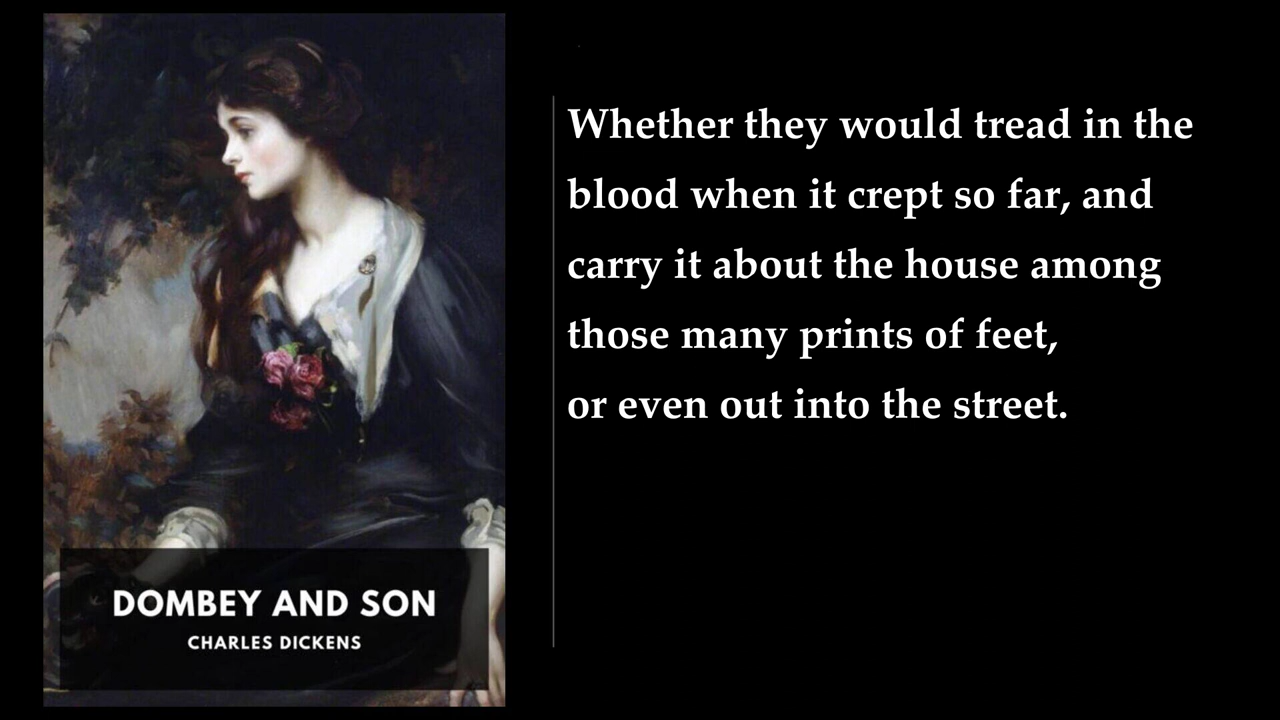 Whether they would tread in the
blood when it crept so far, and
carry it about the house among
those many prints of feet,
or even out into the street.
DOMBEY AND SON
CHARLES DICKENS